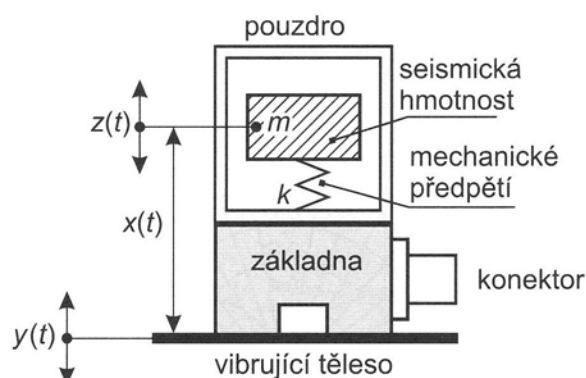 pouzdro
seismická
hmotnost
z(t)
m
mechanické
předpětí
k
x(t)
základna
konektor
y(t)
vibrující těleso